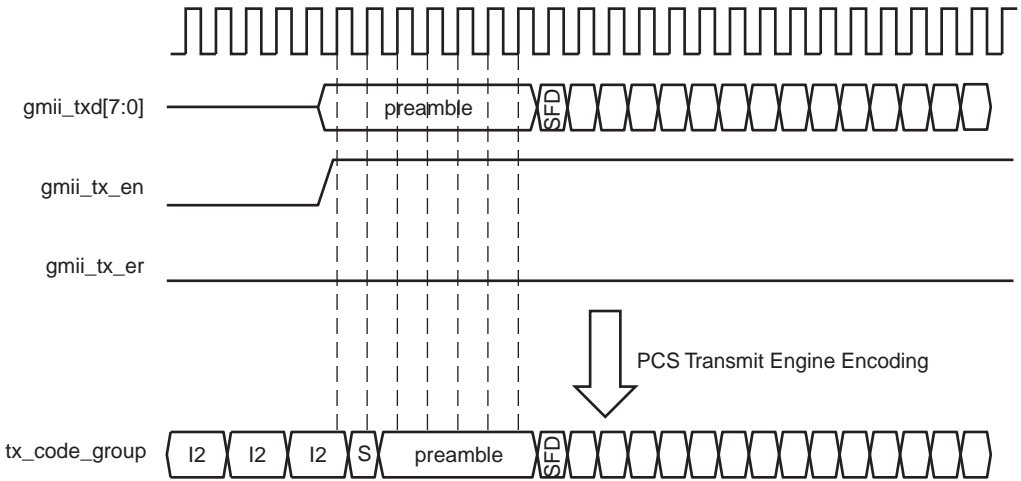 gmii_txd[7:0]
preamble
SFD
gmii_tx_en
gmii_tx_er
PCS Transmit Engine Encoding
tx_code_group
I2
I2
I2
S
preamble
SFD